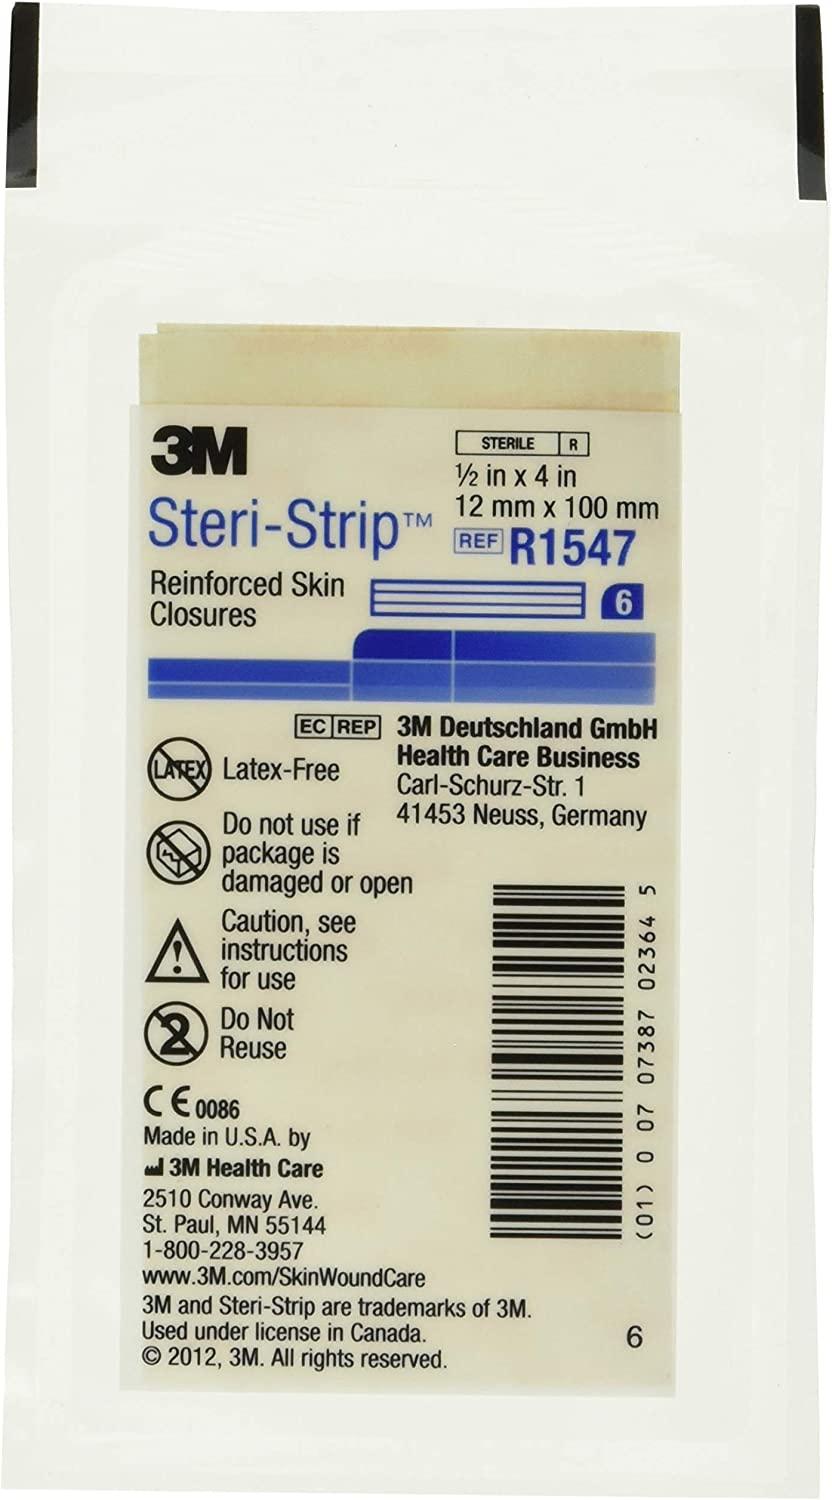 3M
Steri-Strip™
Reinforced Skin
Closures
STERILE R
½ in x 4 in
12 mm x 100 mm
REF R1547
6
EC REP 3M Deutschland GmbH
Health Care Business
Carl-Schurz-Str. 1
41453 Neuss, Germany
LATEX Latex-Free
Do not use if
package is
damaged or open
Caution, see
instructions
for use
2 Do Not
Reuse
CE 0086
Made in U.S.A. by
3M Health Care
2510 Conway Ave.
St. Paul, MN 55144
1-800-228-3957
www.3M.com/SkinWoundCare
3M and Steri-Strip are trademarks of 3M.
Used under license in Canada.
© 2012, 3M. All rights reserved.
(01) 0 07 07387 02364 5
6